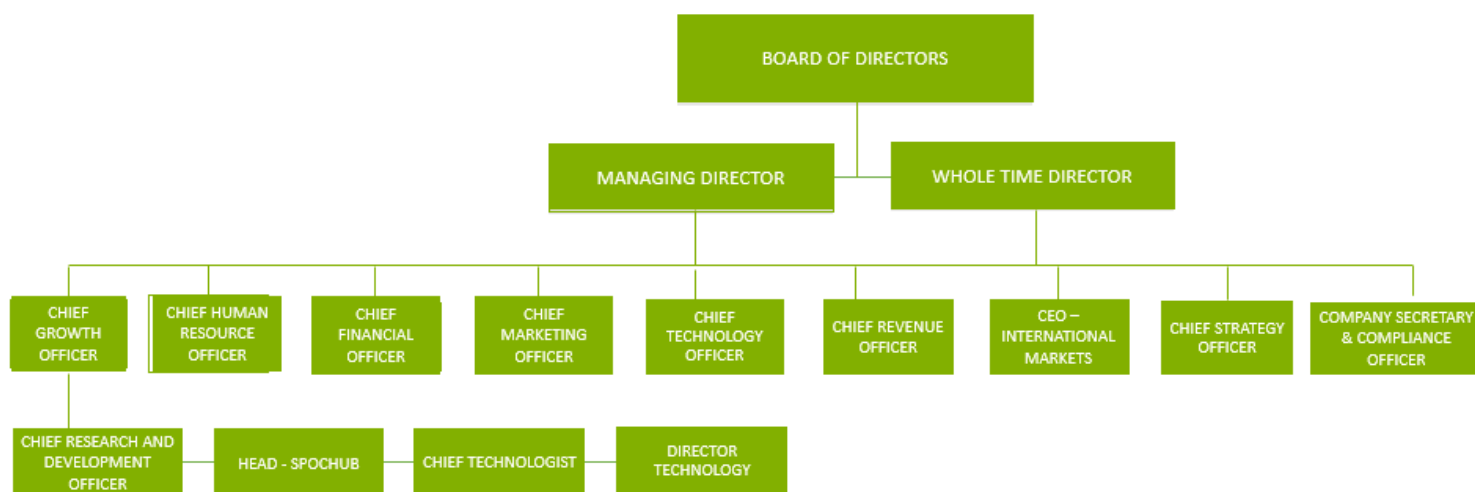 BOARD OF DIRECTORS
MANAGING DIRECTOR
WHOLE TIME DIRECTOR
CHIEF
GROWTH
OFFICER
CHIEF HUMAN
RESOURCE
OFFICER
CHIEF
FINANCIAL
OFFICER
CHIEF
MARKETING
OFFICER
CHIEF
TECHNOLOGY
OFFICER
CHIEF REVENUE
OFFICER
CEO –
INTERNATIONAL
MARKETS
CHIEF STRATEGY
OFFICER
COMPANY SECRETARY
& COMPLIANCE
OFFICER
CHIEF RESEARCH AND
DEVELOPMENT
OFFICER
HEAD - SPOCHUB
CHIEF TECHNOLOGIST
DIRECTOR
TECHNOLOGY